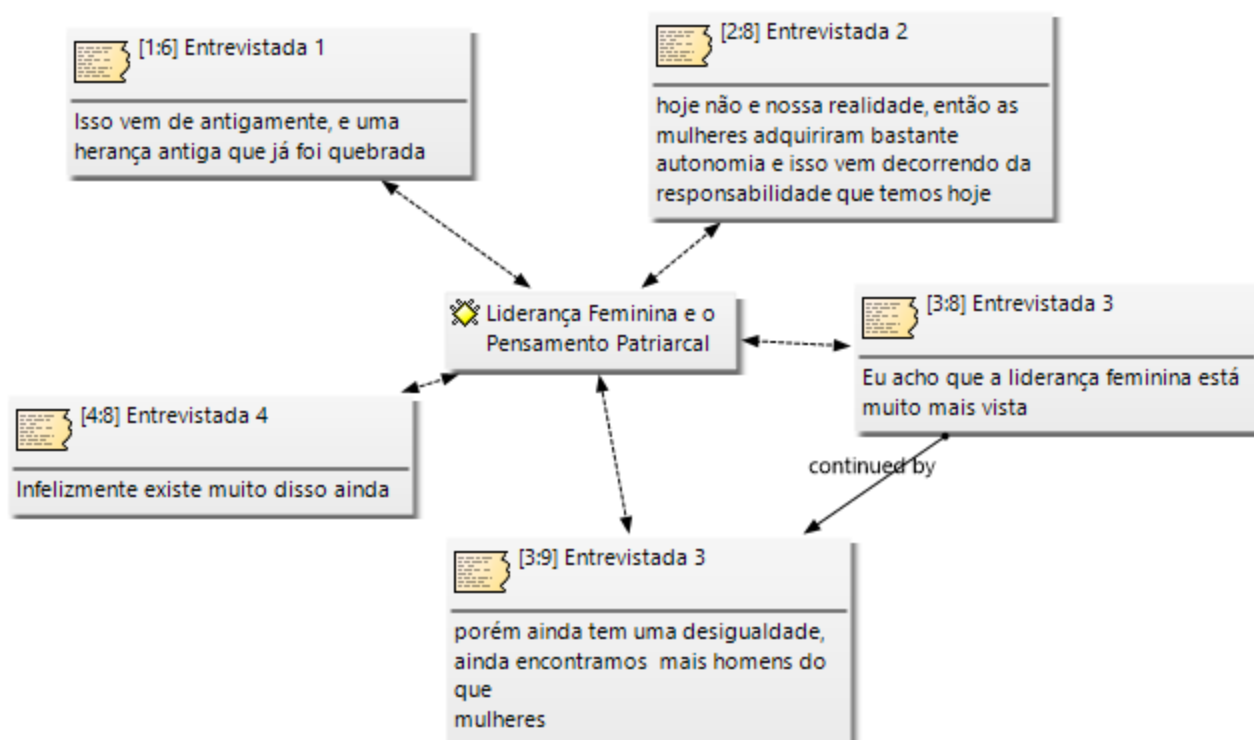 [1:6] Entrevistada 1
Isso vem de antigamente, e uma
herança antiga que já foi quebrada
[2:8] Entrevistada 2
hoje não e nossa realidade, então as
mulheres adquiriram bastante
autonomia e isso vem decorrendo da
responsabilidade que temos hoje
Liderança Feminina e o
Pensamento Patriarcal
[3:8] Entrevistada 3
Eu acho que a liderança feminina está
muito mais vista
continued by
[4:8] Entrevistada 4
Infelizmente existe muito disso ainda
[3:9] Entrevistada 3
porém ainda tem uma desigualdade,
ainda encontramos  mais homens do
que
mulheres